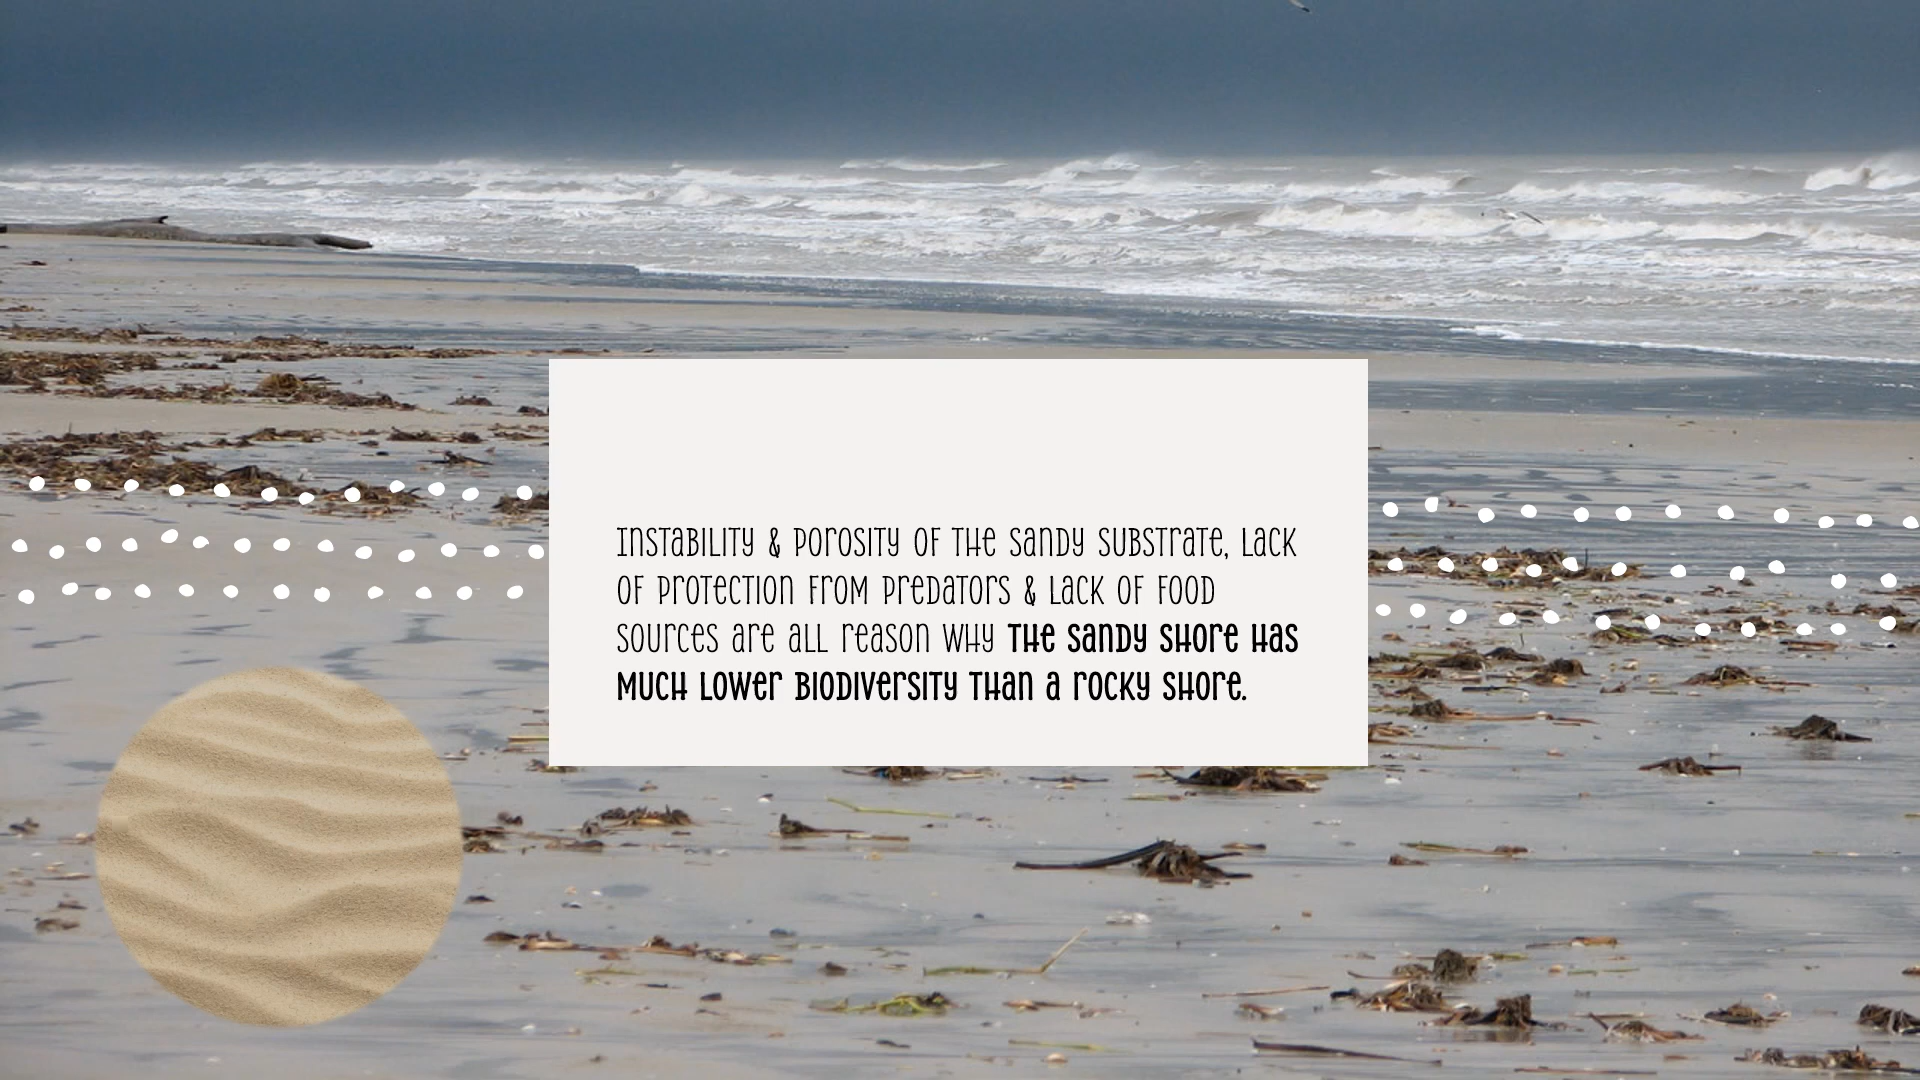 Instability & porosity of the sandy substrate, lack
of protection from predators & lack of food
sources are all reason why the sandy shore has
much lower biodiversity than a rocky shore.